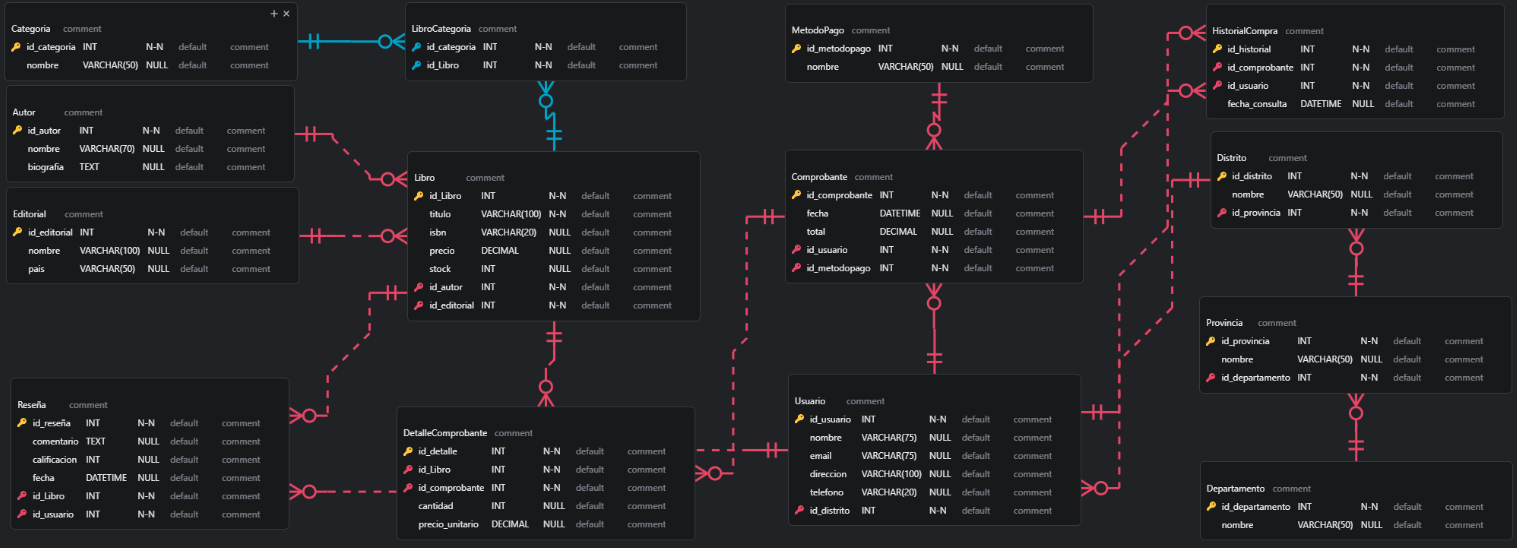 Categoria comment
id_categoria INT N-N default comment
nombre VARCHAR(50) NULL default comment
LibroCategoria comment
id_categoria INT N-N default comment
id_Libro INT N-N default comment
MetodoPago comment
id_metodopago INT N-N default comment
nombre VARCHAR(50) NULL default comment
HistorialCompra comment
id_historial INT N-N default comment
id_comprobante INT N-N default comment
id_usuario INT N-N default comment
fecha_consulta DATETIME NULL default comment
Autor comment
id_autor INT N-N default comment
nombre VARCHAR(70) NULL default comment
biografia TEXT NULL default comment
Libro comment
id_Libro INT N-N default comment
titulo VARCHAR(100) N-N default comment
isbn VARCHAR(20) NULL default comment
precio DECIMAL NULL default comment
stock INT NULL default comment
id_autor INT N-N default comment
id_editorial INT N-N default comment
Comprobante comment
id_comprobante INT N-N default comment
fecha DATETIME NULL default comment
total DECIMAL NULL default comment
id_usuario INT N-N default comment
id_metodopago INT N-N default comment
Distrito comment
id_distrito INT N-N default comment
nombre VARCHAR(50) NULL default comment
id_provincia INT N-N default comment
Editorial comment
id_editorial INT N-N default comment
nombre VARCHAR(100) NULL default comment
pais VARCHAR(50) NULL default comment
Provincia comment
id_provincia INT N-N default comment
nombre VARCHAR(50) NULL default comment
id_departamento INT N-N default comment
Reseña comment
id_reseña INT N-N default comment
comentario TEXT NULL default comment
calificacion INT NULL default comment
fecha DATETIME NULL default comment
id_Libro INT N-N default comment
id_usuario INT N-N default comment
DetalleComprobante comment
id_detalle INT N-N default comment
id_Libro INT N-N default comment
id_comprobante INT N-N default comment
cantidad INT NULL default comment
precio_unitario DECIMAL NULL default comment
Usuario comment
id_usuario INT N-N default comment
nombre VARCHAR(75) NULL default comment
email VARCHAR(75) NULL default comment
direccion VARCHAR(100) NULL default comment
telefono VARCHAR(20) NULL default comment
id_distrito INT N-N default comment
Departamento comment
id_departamento INT N-N default comment
nombre VARCHAR(50) NULL default comment